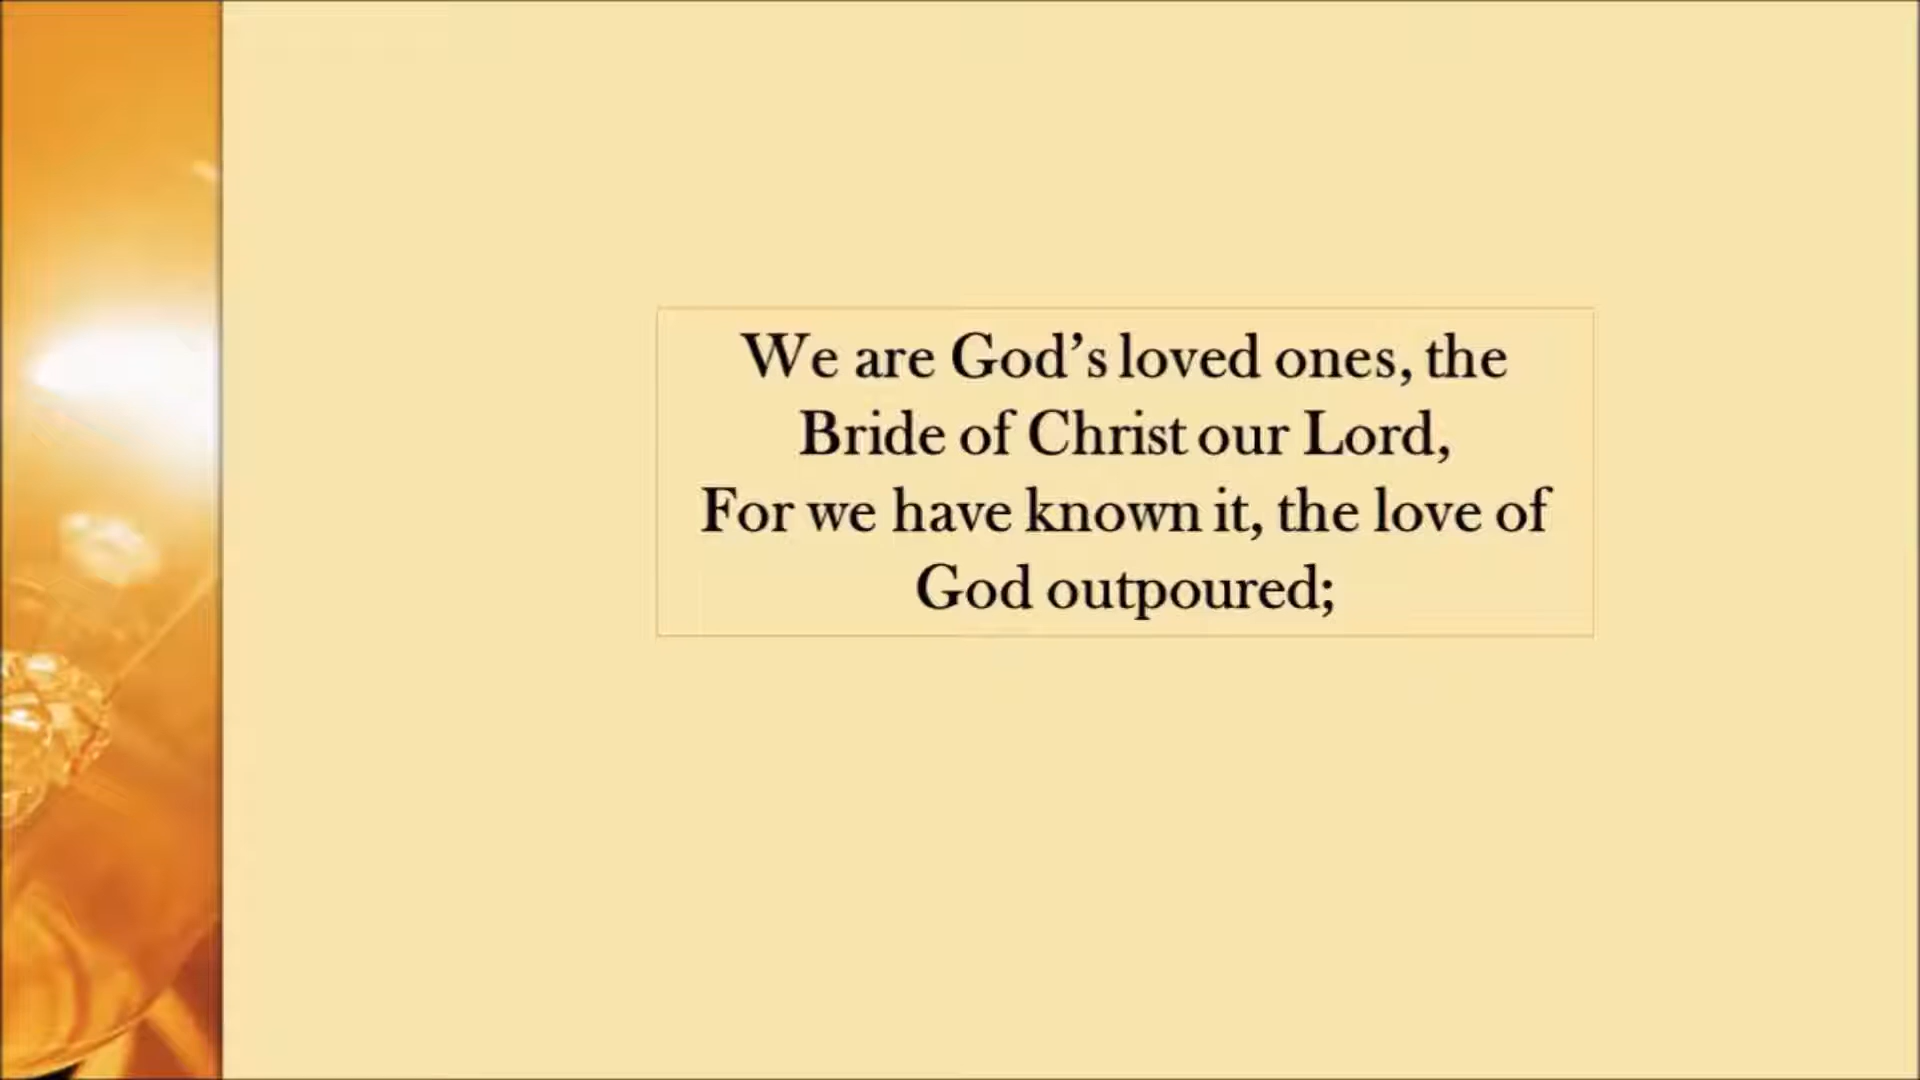 We are God’s loved ones, the
Bride of Christ our Lord,
For we have known it, the love of
God outpoured;